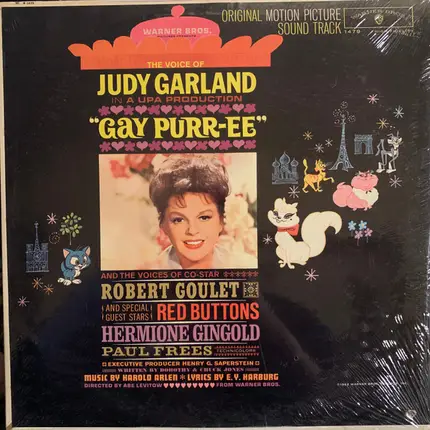 ORIGINAL MOTION PICTURE
SOUND TRACK
1470
WARNER BROS.
THE VOICE OF
JUDY GARLAND
IN A UPA PRODUCTION
"GAY PURR-EE"
AND THE VOICES OF CO-STAR
ROBERT GOULET
AND SPECIAL
GUEST STARS
RED BUTTONS
HERMIONE GINGOLD
PAUL FREES
TECHNICOLOR®
EXECUTIVE PRODUCER HENRY G. SAPERSTEIN
WRITTEN BY DOROTHY & CHUCK JONES
MUSIC BY HAROLD ARLEN LYRICS BY E.Y. HARBURG
DIRECTED BY ABE LEVITOW FROM WARNER BROS.